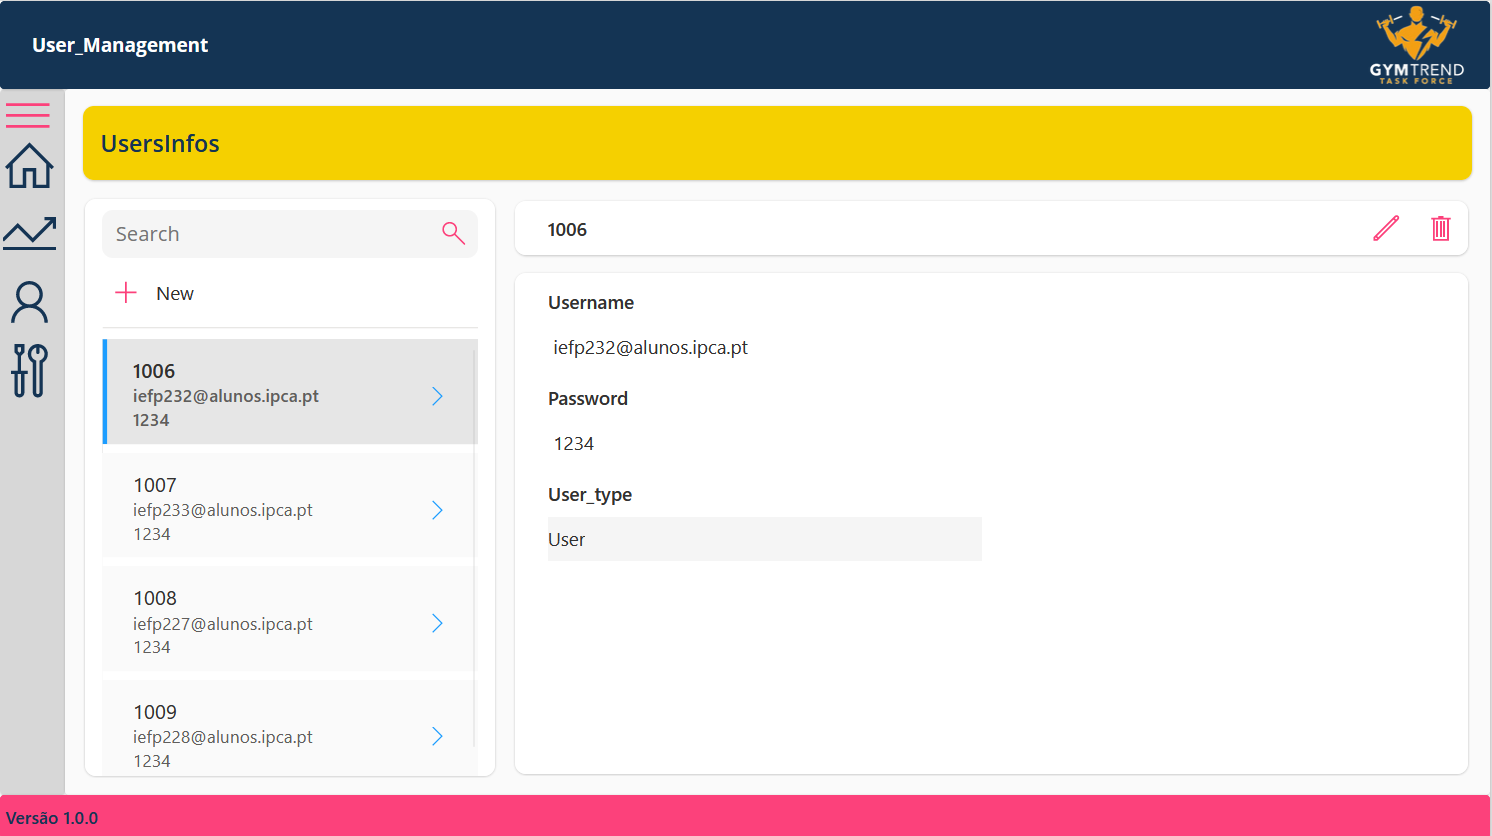 User_Management
GYMTREND
TASK FORCE
UsersInfos
Search
New
1006
iefp232@alunos.ipca.pt
1234
1007
iefp233@alunos.ipca.pt
1234
1008
iefp227@alunos.ipca.pt
1234
1009
iefp228@alunos.ipca.pt
1234
1006
Username
iefp232@alunos.ipca.pt
Password
1234
User_type
User
Versão 1.0.0